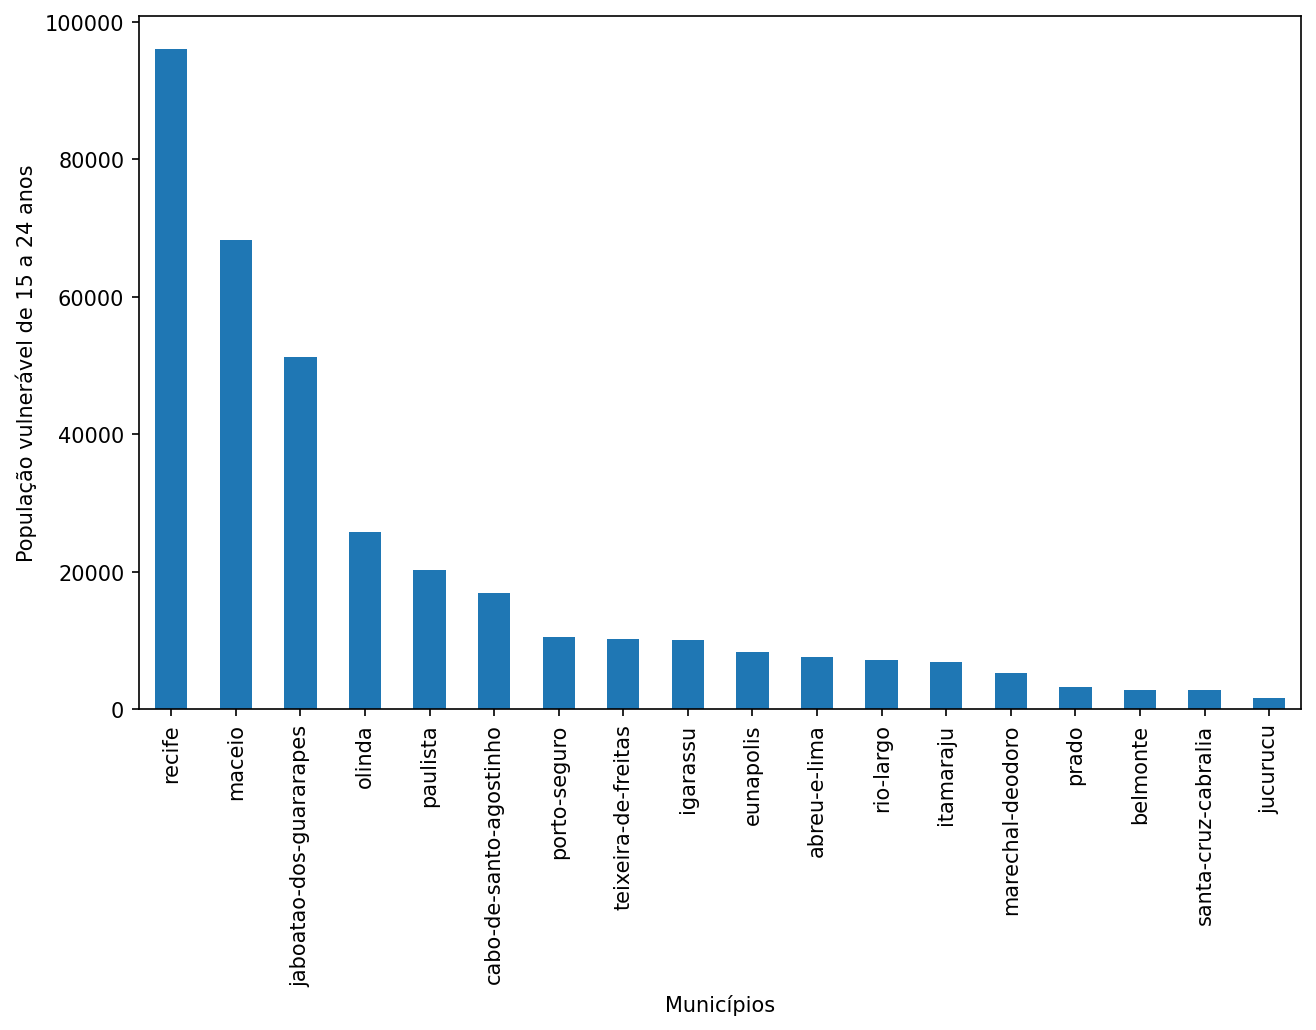 100000
80000
60000
40000
20000
0
População vulnerável de 15 a 24 anos
recife
maceio
jaboatao-dos-guararapes
olinda
paulista
cabo-de-santo-agostinho
porto-seguro
teixeira-de-freitas
igarassu
eunapolis
abreu-e-lima
rio-largo
itamaraju
marechal-deodoro
prado
belmonte
santa-cruz-cabralia
jucurucu
Municípios